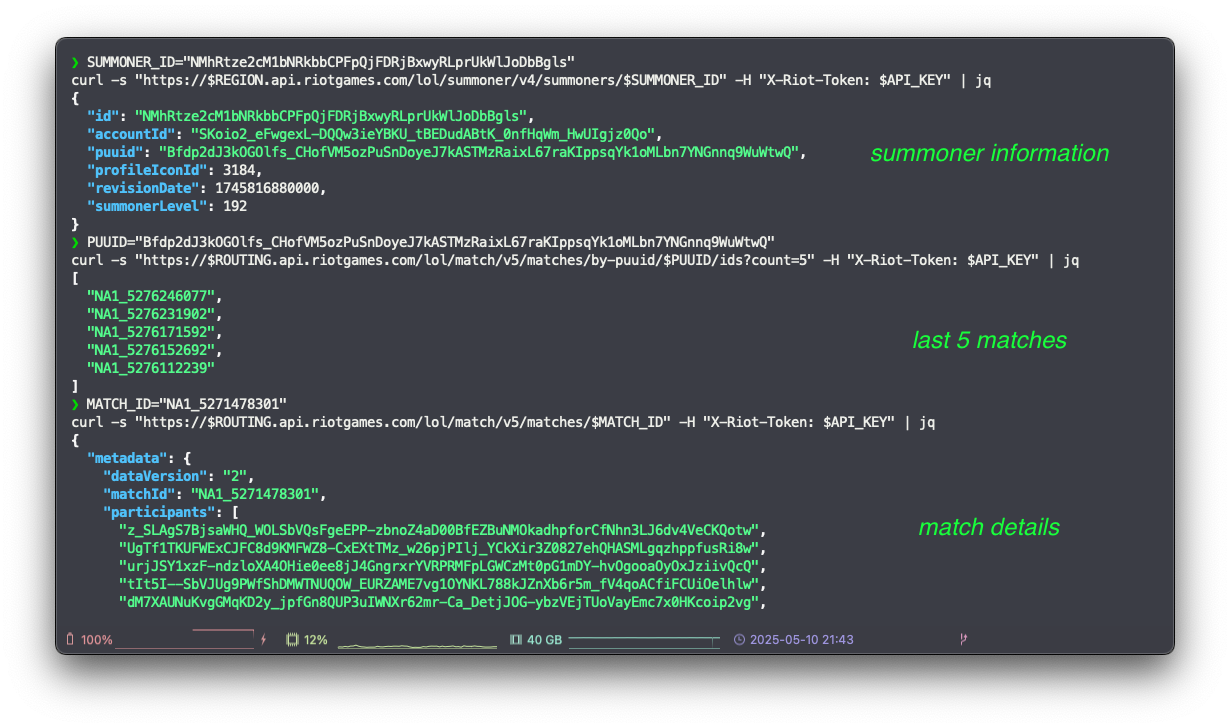 ❯ SUMMONER_ID="NMhRtze2cM1bNRkbbCPFpQjFDRjBxwyRLprUkWlJoDbBgls"
curl -s "https://$REGION.api.riotgames.com/lol/summoner/v4/summoners/$SUMMONER_ID" -H "X-Riot-Token: $API_KEY" | jq
{
  "id": "NMhRtze2cM1bNRkbbCPFpQjFDRjBxwyRLprUkWlJoDbBgls",
  "accountId": "SKoio2_eFwgexL-DQQw3ieYBKU_tBEDudABtK_0nfHqWm_HwUIgjz0Qo",
  "puuid": "Bfdp2dJ3kOGOlfs_CHofVM5ozPuSnDoyeJ7kASTMzRaixL67raKIppsqYk1oMLbn7YNGnnq9WuWtwQ",
summoner information
  "profileIconId": 3184,
  "revisionDate": 1745816880000,
  "summonerLevel": 192
}
❯ PUUID="Bfdp2dJ3kOGOlfs_CHofVM5ozPuSnDoyeJ7kASTMzRaixL67raKIppsqYk1oMLbn7YNGnnq9WuWtwQ"
curl -s "https://$ROUTING.api.riotgames.com/lol/match/v5/matches/by-puuid/$PUUID/ids?count=5" -H "X-Riot-Token: $API_KEY" | jq
[
  "NA1_5276246077",
  "NA1_5276231902",
  "NA1_5276171592",
last 5 matches
  "NA1_5276152692",
  "NA1_5276112239"
]
❯ MATCH_ID="NA1_5271478301"
curl -s "https://$ROUTING.api.riotgames.com/lol/match/v5/matches/$MATCH_ID" -H "X-Riot-Token: $API_KEY" | jq
{
  "metadata": {
    "dataVersion": "2",
    "matchId": "NA1_5271478301",
    "participants": [
      "z_SLAgS7BjsaWHQ_WOLSbVQsFgeEPP-zbnoZ4aD00BfEZBuNMOkadhpforCfNhn3LJ6dv4VeCKQotw",
match details
      "UgTf1TKUFWExCJFC8d9KMFWZ8-CxEXtTMz_w26pjPIlj_YCkXir3Z0827ehQHASMLgqzhppfusRi8w",
      "urjJSY1xzF-ndzloXA4OHie0ee8jJ4GngrxrYVRPRMFpLGWCzMt0pG1mDY-hvOgooaOyOxJziivQcQ",
      "tIt5I--SbVJUg9PWfShDMWTNUQOW_EURZAME7vg1OYNKL788kJZnXb6r5m_fV4qoACfiFCUiOelhlw",
      "dM7XAUNuKvgGMqKD2y_jpfGn8QUP3uIWNXr62mr-Ca_DetjJOG-ybzVEjTUoVayEmc7x0HKcoip2vg",
100% 12% 40 GB 2025-05-10 21:43